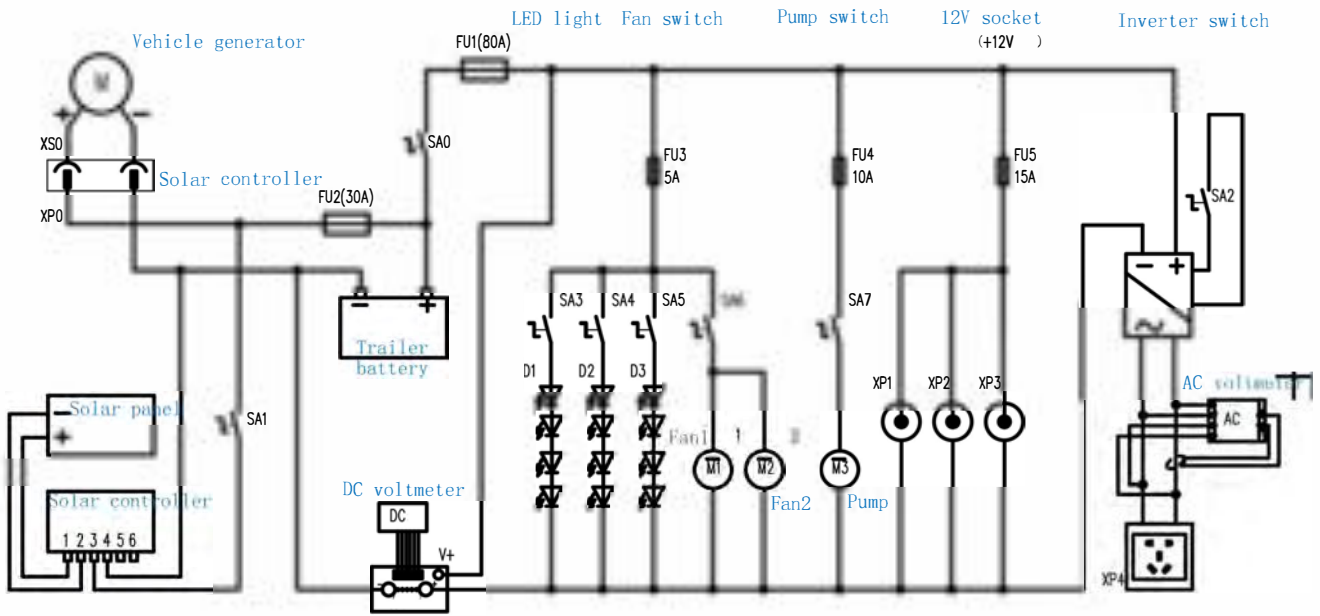 LED light Fan switch Pump switch 12V socket Inverter switch
(+12V )
Vehicle generator
FU1(80A)
M
+ −
XS0
SA0
Solar controller
FU3
5A
FU4
10A
FU5
15A
FU2(30A)
SA2
XP0
− +
− +
Trailer
battery
SA3 SA4 SA5 SA6 SA7
D1 D2 D3
XP1 XP2 XP3
AC voltmeter
Solar panel
−
+
SA1
AC
Fan1 1 2
M1 M2 M3
DC voltmeter
Solar controller
Fan2 Pump
DC
1 2 3 4 5 6
V+
XP4